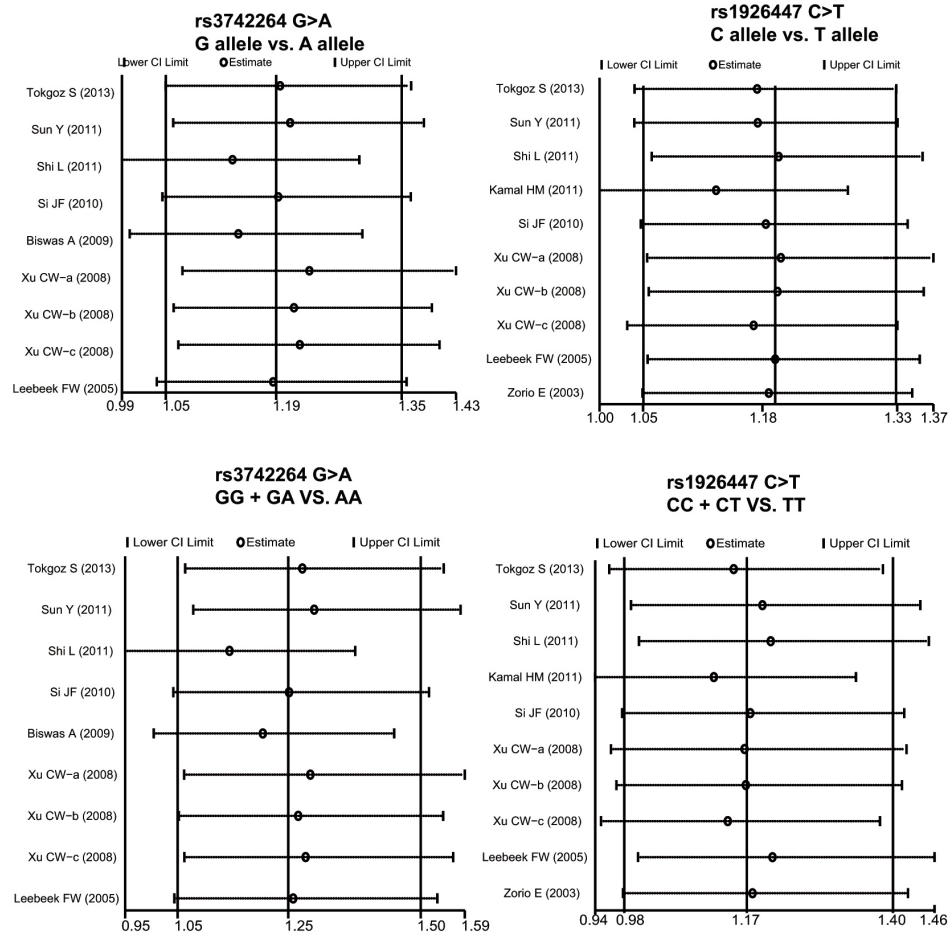 rs3742264 G>A
G allele vs. A allele
Lower CI Limit Estimate Upper CI Limit
Tokgoz S (2013)
Sun Y (2011)
Shi L (2011)
Si JF (2010)
Biswas A (2009)
Xu CW-a (2008)
Xu CW-b (2008)
Xu CW-c (2008)
Leebeek FW (2005)
0.99 1.05 1.19 1.35 1.43
rs1926447 C>T
C allele vs. T allele
Lower CI Limit Estimate Upper CI Limit
Tokgoz S (2013)
Sun Y (2011)
Shi L (2011)
Kamal HM (2011)
Si JF (2010)
Xu CW-a (2008)
Xu CW-b (2008)
Xu CW-c (2008)
Leebeek FW (2005)
Zorio E (2003)
1.00 1.05 1.18 1.33 1.37
rs3742264 G>A
GG + GA VS. AA
Lower CI Limit Estimate Upper CI Limit
Tokgoz S (2013)
Sun Y (2011)
Shi L (2011)
Si JF (2010)
Biswas A (2009)
Xu CW-a (2008)
Xu CW-b (2008)
Xu CW-c (2008)
Leebeek FW (2005)
0.95 1.05 1.25 1.50 1.59
rs1926447 C>T
CC + CT VS. TT
Lower CI Limit Estimate Upper CI Limit
Tokgoz S (2013)
Sun Y (2011)
Shi L (2011)
Kamal HM (2011)
Si JF (2010)
Xu CW-a (2008)
Xu CW-b (2008)
Xu CW-c (2008)
Leebeek FW (2005)
Zorio E (2003)
0.94 0.98 1.17 1.40 1.46